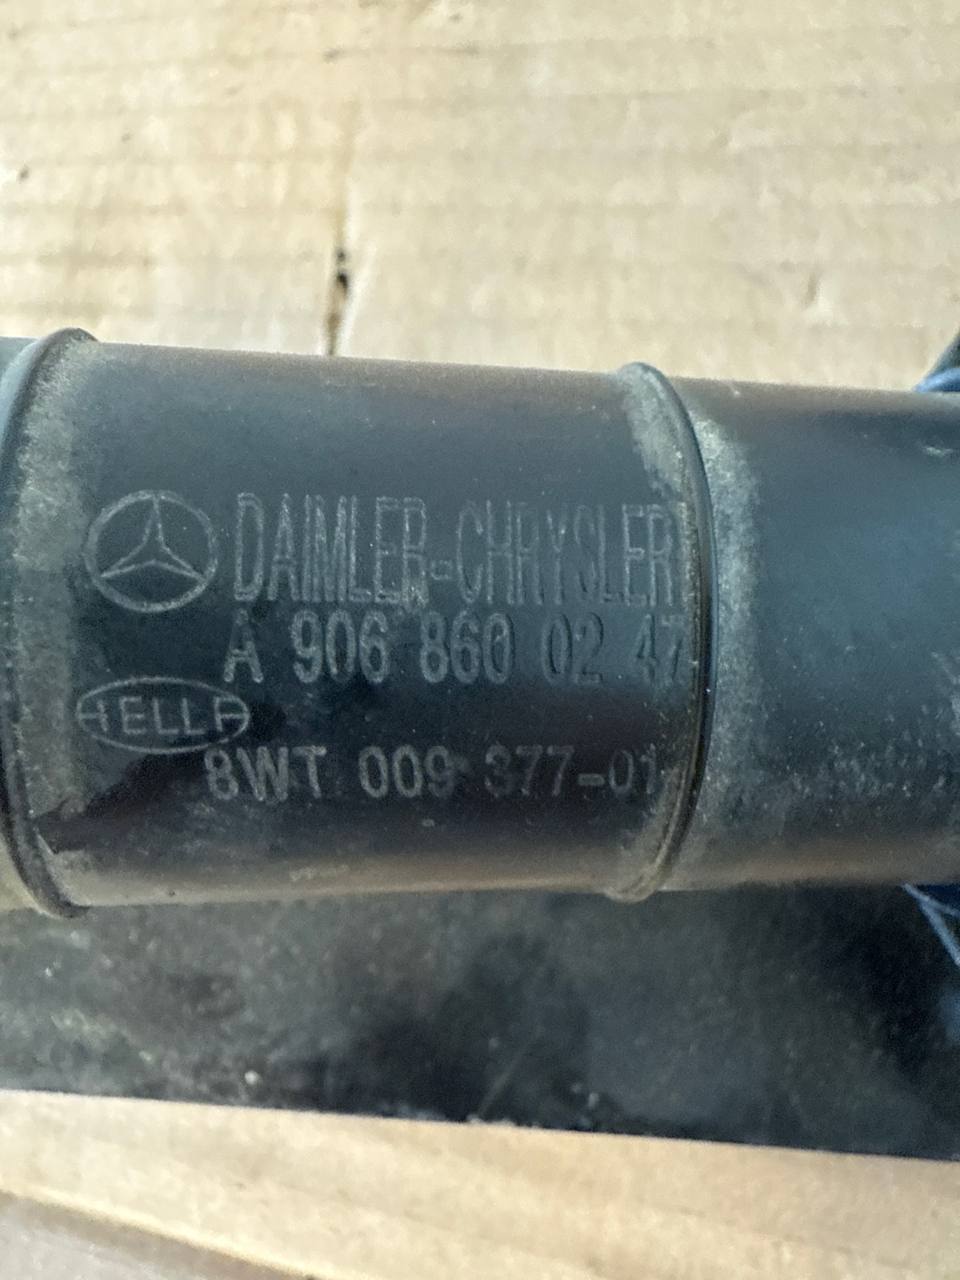 DAIMLER-CHRYSLER
A 906 860 02 47
HELLA
8WT 009 377-01